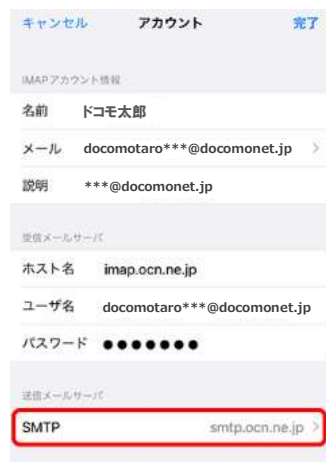 キャンセル アカウント 完了
IMAPアカウント情報
名前 ドコモ太郎
メール docomotaro***@docomonet.jp
説明 ***@docomonet.jp
受信メールサーバ
ホスト名 imap.ocn.ne.jp
ユーザ名 docomotaro***@docomonet.jp
パスワード ●●●●●●●
送信メールサーバ
SMTP smtp.ocn.ne.jp